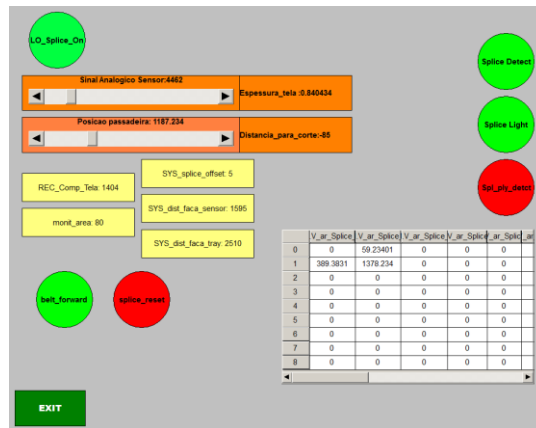 LO_Splice_On
Sinal Analogico Sensor:4462
Espessura_tela :0.840434
Splice Detect
Posicao passadeira: 1187.234
Distancia_para_corte:-85
Splice Light
SYS_splice_offset: 5
REC_Comp_Tela: 1404
Spl_ply_detct
SYS_dist_faca_sensor: 1595
monit_area: 80
SYS_dist_faca_tray: 2510
belt_forward
splice_reset
V_ar_Splice_ V_ar_Splice V_ar_Splice V_ar_Splice ar_Splic _ar
0 0 59.23401 0 0 0
1 389.3831 1378.234 0 0 0
2 0 0 0 0 0
3 0 0 0 0 0
4 0 0 0 0 0
5 0 0 0 0 0
6 0 0 0 0 0
7 0 0 0 0 0
8 0 0 0 0 0
EXIT